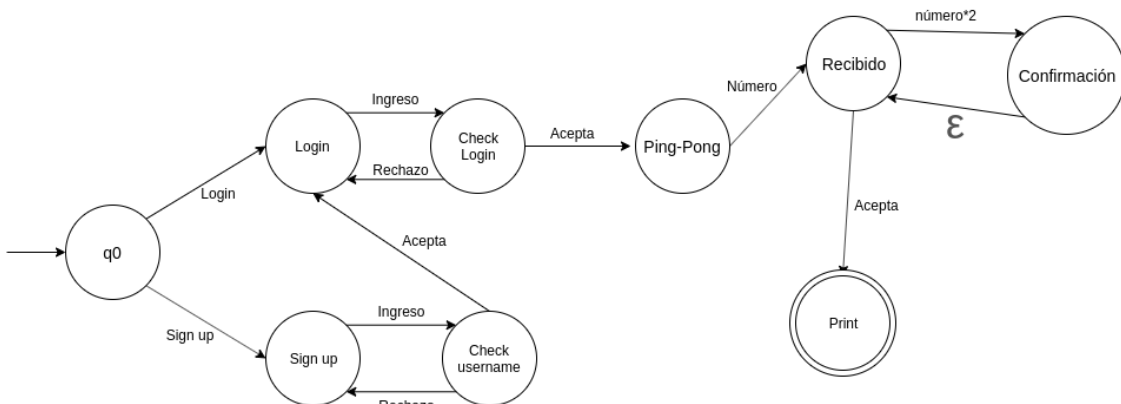 número*2
Recibido
Confirmación
Número
ε
Ingreso
Login
Check
Login
Acepta
Ping-Pong
Rechazo
Login
Acepta
Acepta
q0
Ingreso
Sign up
Sign up
Check
username
Print
Rechazo